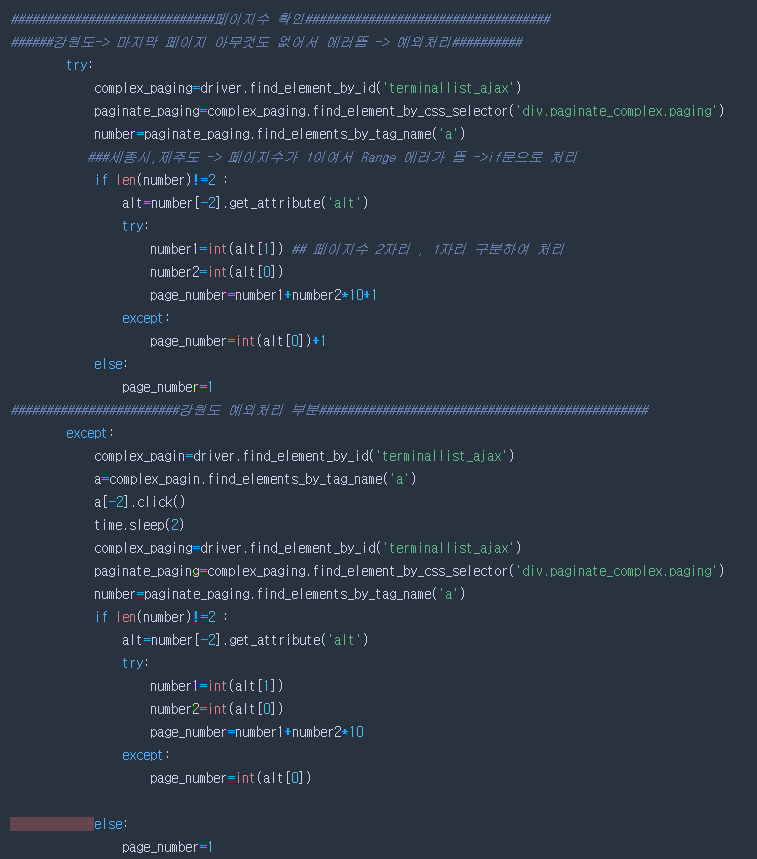 #############################페이지수 확인###################################
######강원도-> 마지막 페이지 아무것도 없어서 에러뜸 -> 예외처리##########
        try:
            complex_paging=driver.find_element_by_id('terminallist_ajax')
            paginate_paging=complex_paging.find_element_by_css_selector('div.paginate_complex.paging')
            number=paginate_paging.find_elements_by_tag_name('a')
           ###세종시,제주도 -> 페이지수가 1이어서 Range 에러가 뜸 ->if문으로 처리
            if len(number)!=2 :
                alt=number[-2].get_attribute('alt')
                try:
                    number1=int(alt[1]) ## 페이지수 2자리 , 1자리 구분하여 처리
                    number2=int(alt[0])
                    page_number=number1+number2*10+1
                except:
                    page_number=int(alt[0])+1
            else:
                page_number=1
########################강원도 예외처리 부분###############################################
        except:
            complex_pagin=driver.find_element_by_id('terminallist_ajax')
            a=complex_pagin.find_elements_by_tag_name('a')
            a[-2].click()
            time.sleep(2)
            complex_paging=driver.find_element_by_id('terminallist_ajax')
            paginate_paging=complex_paging.find_element_by_css_selector('div.paginate_complex.paging')
            number=paginate_paging.find_elements_by_tag_name('a')
            if len(number)!=2 :
                alt=number[-2].get_attribute('alt')
                try:
                    number1=int(alt[1])
                    number2=int(alt[0])
                    page_number=number1+number2*10
                except:
                    page_number=int(alt[0])
            else:
                page_number=1